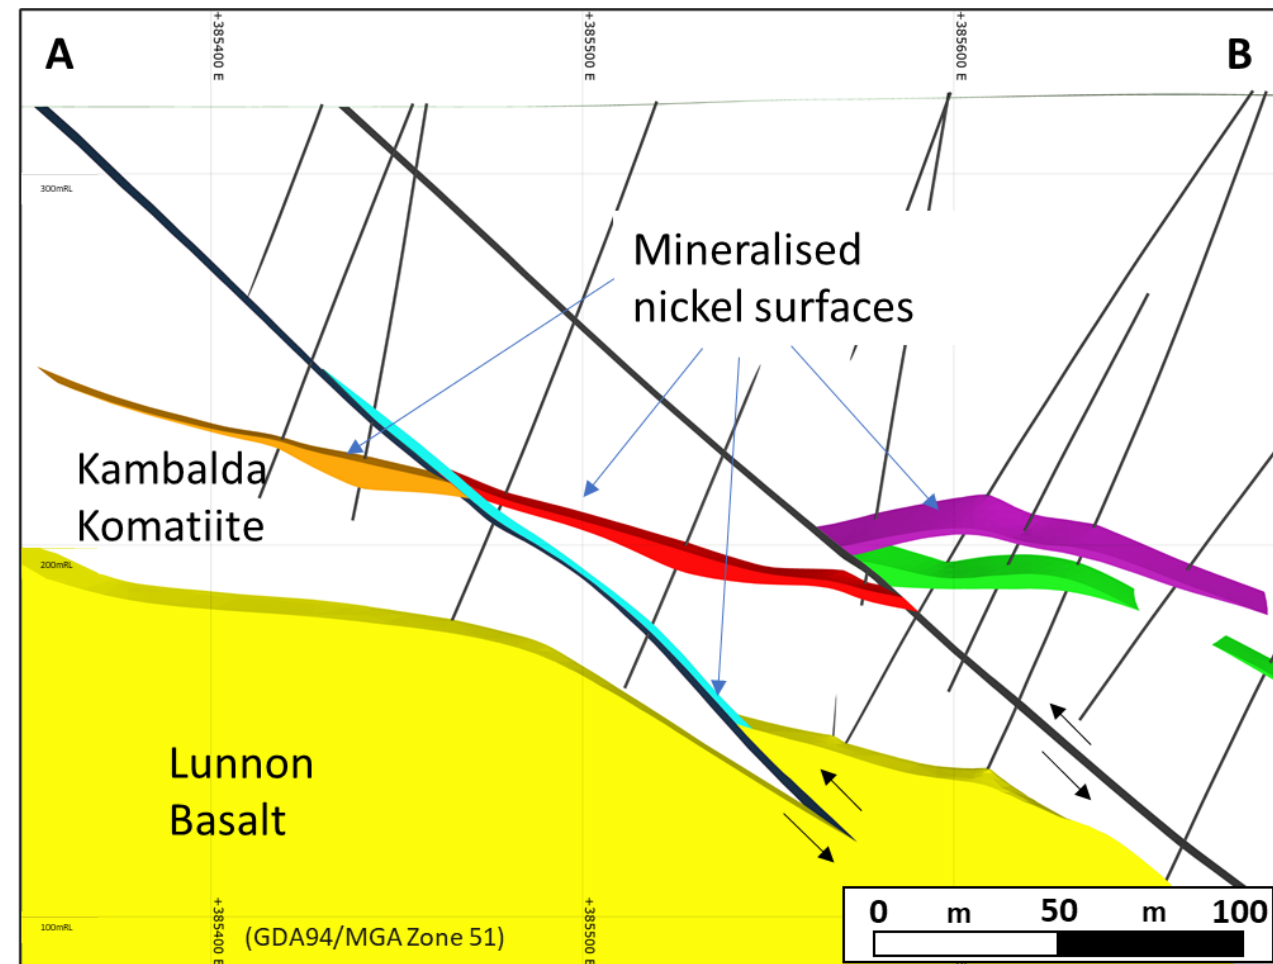 +385400 E
+385500 E
+385600 E
A
B
300mRL
Mineralised
nickel surfaces
Kambalda
Komatiite
200mRL
Lunnon
Basalt
100mRL
+385400 E
+385500 E
(GDA94/MGA Zone 51)
0 m 50 m 100